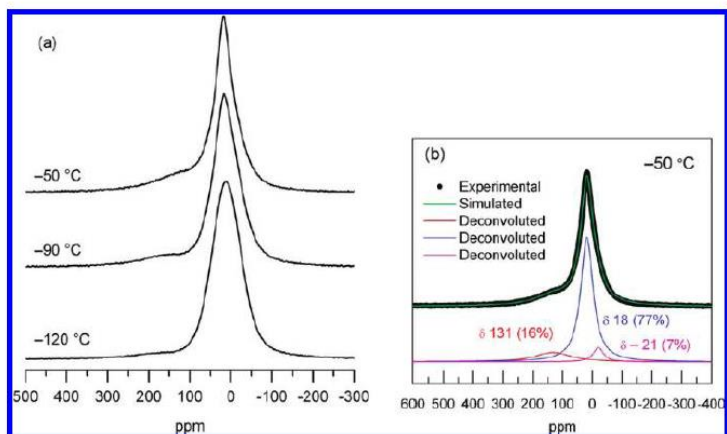 (a)
–50 °C
–90 °C
–120 °C
500 400 300 200 100 0 -100 -200 -300
ppm
(b)
–50 °C
Experimental
Simulated
Deconvoluted
Deconvoluted
Deconvoluted
δ 131 (16%)
δ 18 (77%)
δ – 21 (7%)
600 500 400 300 200 100 0 -100 -200 -300 -400
ppm